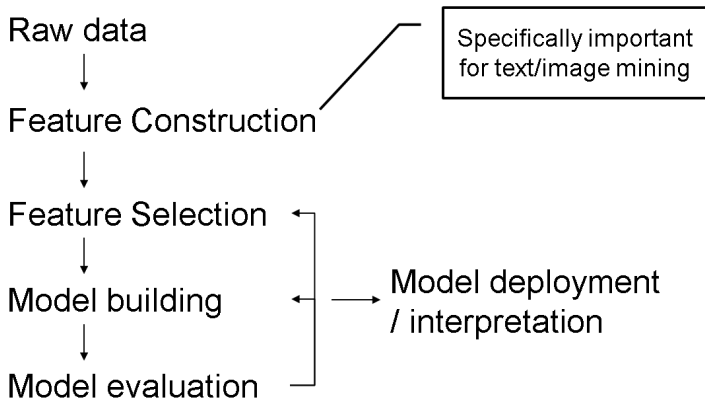 Raw data
Specifically important
for text/image mining
Feature Construction
Feature Selection
Model building
Model deployment
/ interpretation
Model evaluation